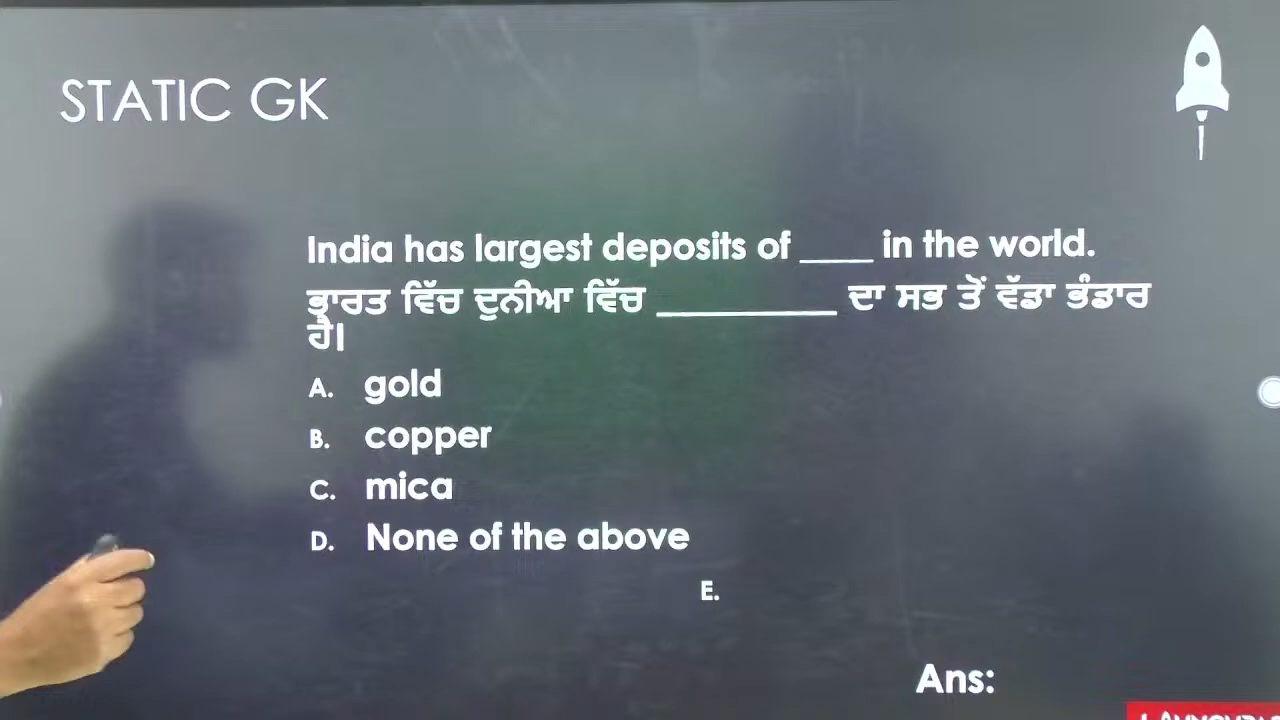 STATIC GK
India has largest deposits of ____ in the world.
ਭਾਰਤ ਵਿੱਚ ਦੁਨੀਆ ਵਿੱਚ __________ ਦਾ ਸਭ ਤੋਂ ਵੱਡਾ ਭੰਡਾਰ
ਹੈ|
A. gold
B. copper
C. mica
D. None of the above
E.
Ans: